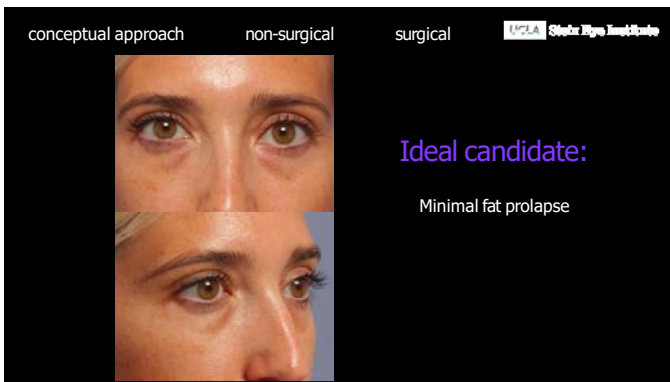 conceptual approach non-surgical surgical UCLA Stein Eye Institute
Ideal candidate:
Minimal fat prolapse